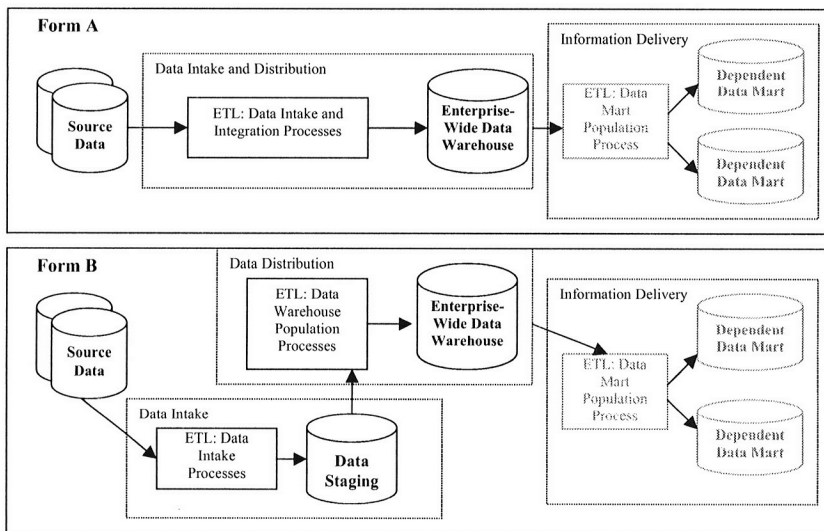 Form A
Data Intake and Distribution
Information Delivery
Source
Data
ETL: Data Intake and
Integration Processes
Enterprise-
Wide Data
Warehouse
ETL: Data
Mart
Population
Process
Dependent
Data Mart
Dependent
Data Mart
Form B
Data Distribution
Information Delivery
Source
Data
ETL: Data
Warehouse
Population
Processes
Enterprise-
Wide Data
Warehouse
ETL: Data
Mart
Population
Process
Dependent
Data Mart
Dependent
Data Mart
Data Intake
ETL: Data
Intake
Processes
Data
Staging